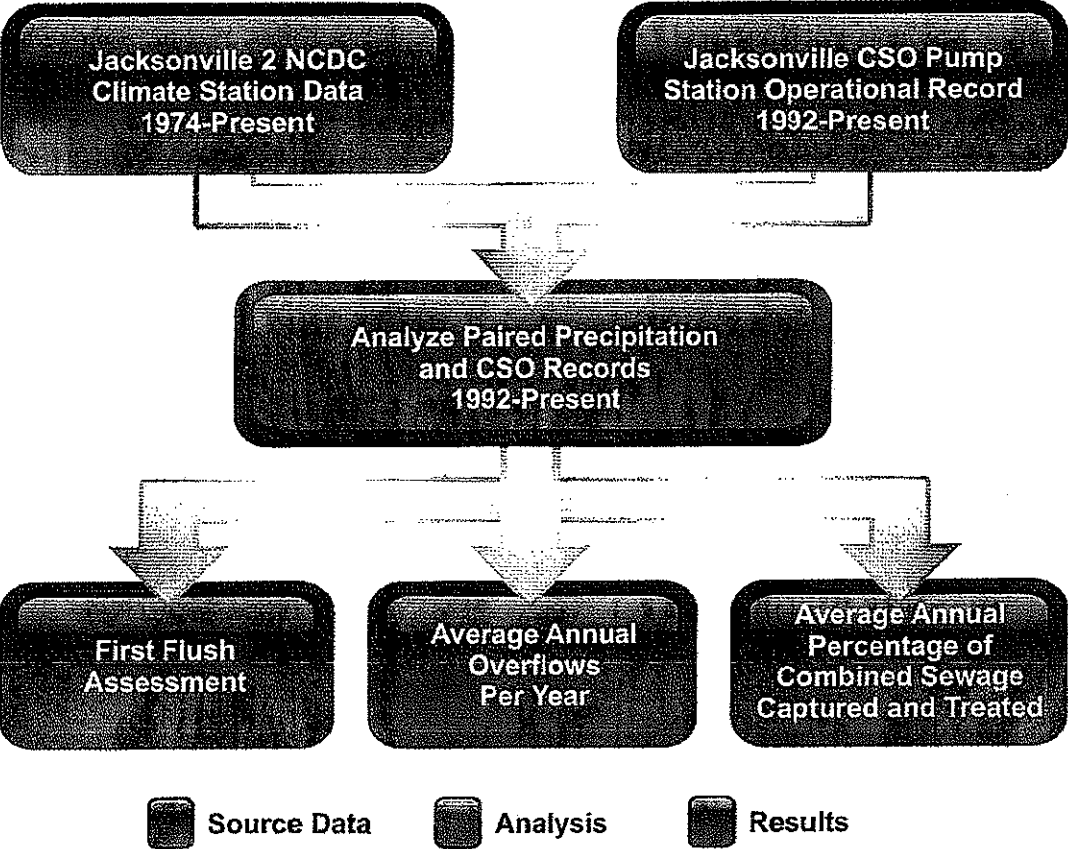 Jacksonville 2 NCDC
Climate Station Data
1974-Present
Jacksonville CSO Pump
Station Operational Record
1992-Present
Analyze Paired Precipitation
and CSO Records
1992-Present
First Flush
Assessment
Average Annual
Overflows
Per Year
Average Annual
Percentage of
Combined Sewage
Captured and Treated
Source Data
Analysis
Results